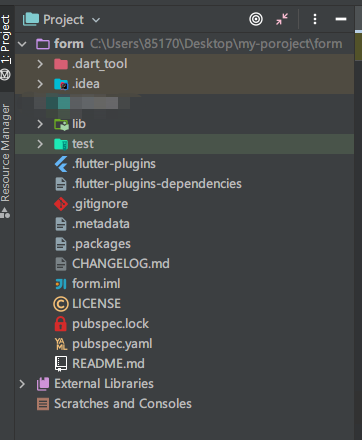 Project
form C:\Users\85170\Desktop\my-poroject\form
.dart_tool
.idea
lib
test
.flutter-plugins
.flutter-plugins-dependencies
.gitignore
.metadata
.packages
CHANGELOG.md
form.iml
LICENSE
pubspec.lock
YAML pubspec.yaml
README.md
External Libraries
Scratches and Consoles
1: Project
Resource Manager